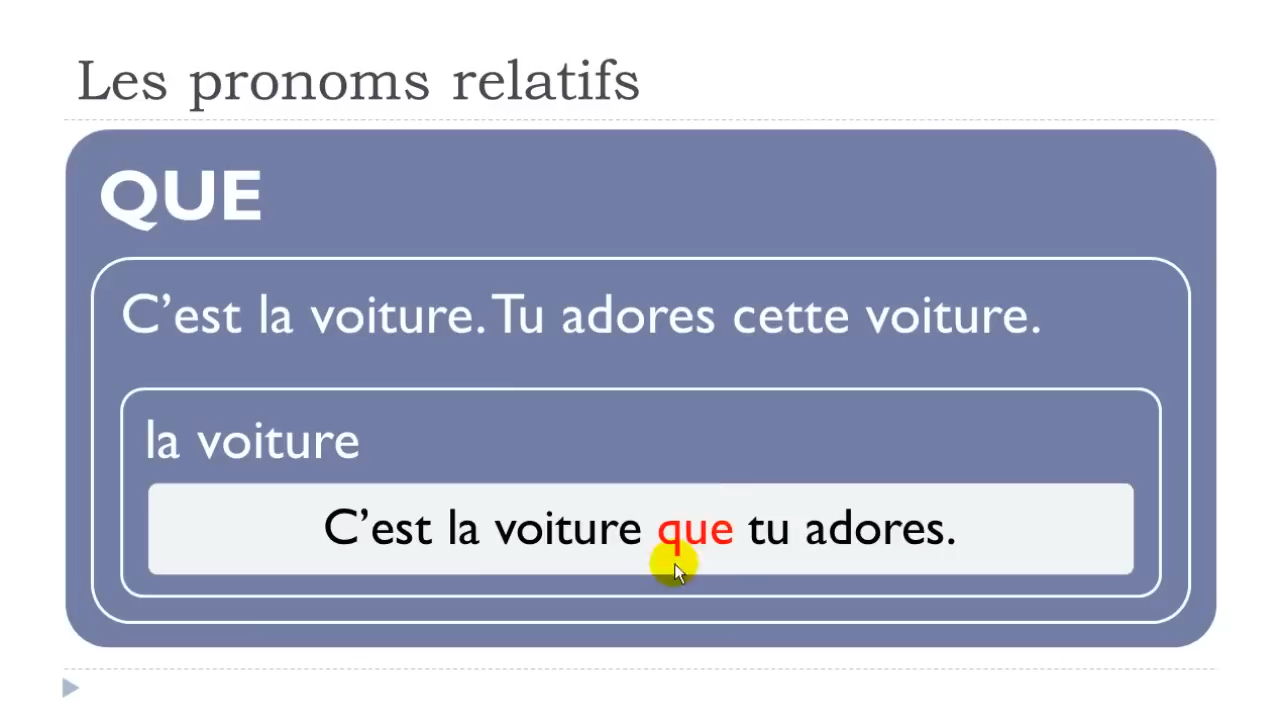 Les pronoms relatifs
QUE
C’est la voiture. Tu adores cette voiture.
la voiture
C’est la voiture que tu adores.